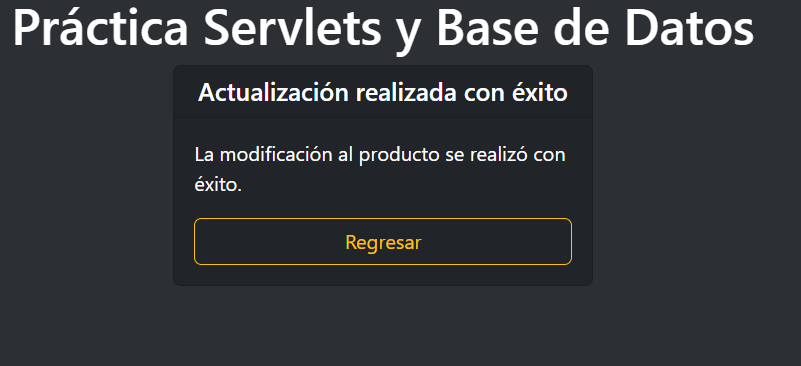 Práctica Servlets y Base de Datos
Actualización realizada con éxito
La modificación al producto se realizó con
éxito.
Regresar